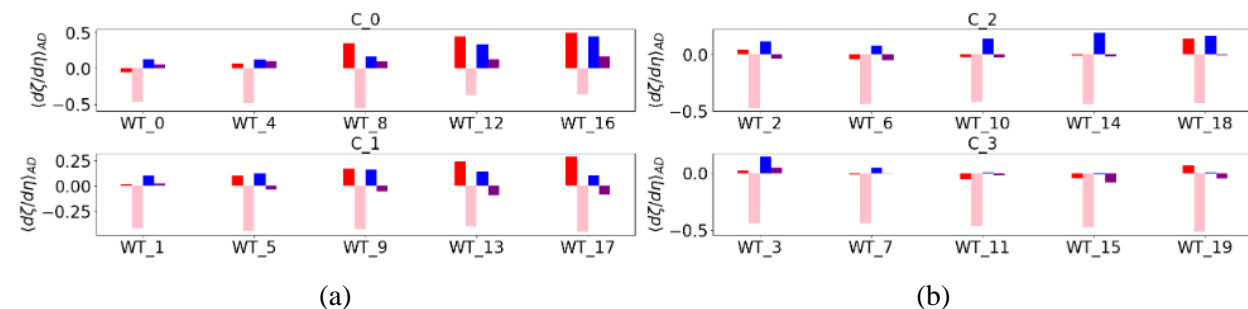 C_0
⟨dζ/dη⟩AD
0.5
0.0
−0.5
WT_0 WT_4 WT_8 WT_12 WT_16
C_1
⟨dζ/dη⟩AD
0.25
0.00
−0.25
WT_1 WT_5 WT_9 WT_13 WT_17
(a)
C_2
⟨dζ/dη⟩AD
0.0
−0.5
WT_2 WT_6 WT_10 WT_14 WT_18
C_3
⟨dζ/dη⟩AD
0.0
−0.5
WT_3 WT_7 WT_11 WT_15 WT_19
(b)